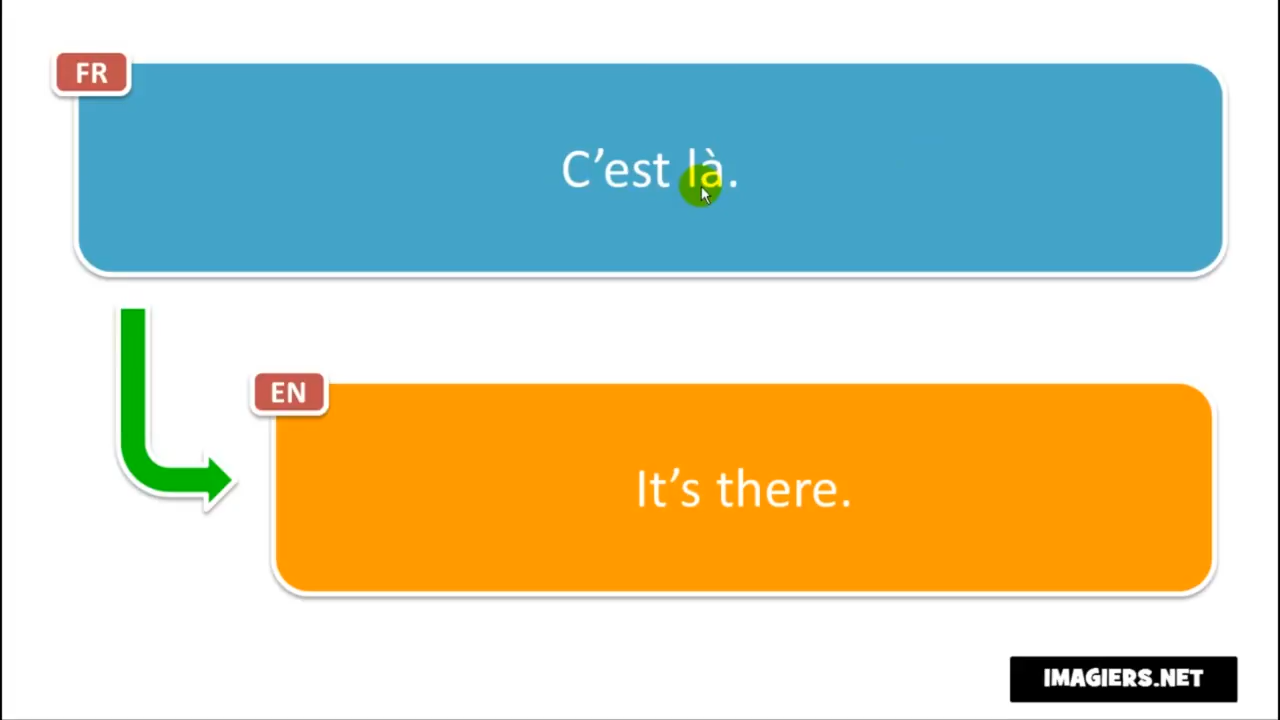 FR
C’est là.
EN
It’s there.
IMAGIERS.NET